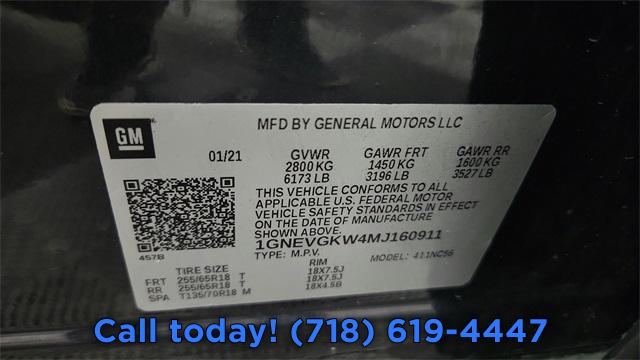 GM
MFD BY GENERAL MOTORS LLC
01/21 GVWR GAWR FRT GAWR RR
2800 KG 1450 KG 1600 KG
6173 LB 3196 LB 3527 LB
THIS VEHICLE CONFORMS TO ALL
APPLICABLE U.S. FEDERAL MOTOR
VEHICLE SAFETY STANDARDS IN EFFECT
ON THE DATE OF MANUFACTURE
SHOWN ABOVE.
1GNEVGKW4MJ160911
457B TYPE: M.P.V. MODEL: 411NC56
TIRE SIZE RIM
FRT 255/65R18 T 18X7.5J
RR 255/65R18 T 18X7.5J
SPA T135/70R18 M 18X4.5B
Call today! (718) 619-4447